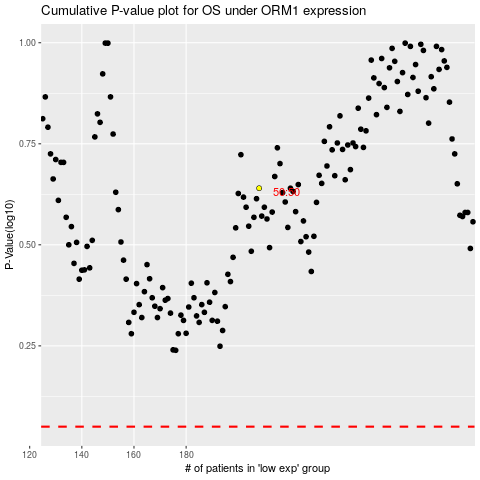 Cumulative P-value plot for OS under ORM1 expression
P-Value(log10)
1.00
0.75
0.50
0.25
50:50
120 140 160 180
# of patients in 'low exp' group